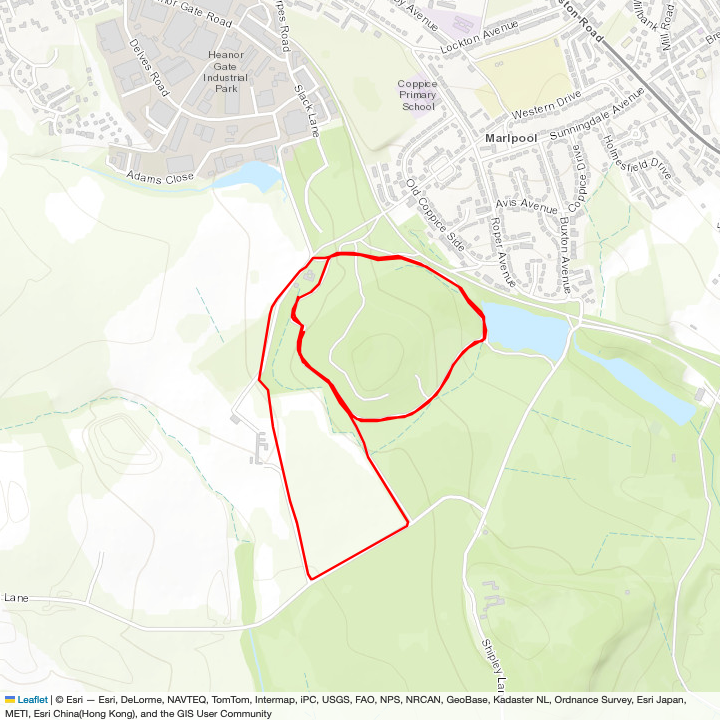 nor Gate Road
rpes Road
ey Avenue
Lockton Avenue
ston-Road
Millbank
Mill Road
Bre
Delves Road
Heanor
Gate
Industrial
Park
Slack Lane
Coppice
Primary
School
Western Drive
Sunningdale Avenue
Marlpool
Holmesfield Drive
Coppice Drive
Adams Close
Old Coppice Side
Avis Avenue
Roper Avenue
Buxton Avenue
Lane
Shipley La
Leaflet | © Esri — Esri, DeLorme, NAVTEQ, TomTom, Intermap, iPC, USGS, FAO, NPS, NRCAN, GeoBase, Kadaster NL, Ordnance Survey, Esri Japan,
METI, Esri China(Hong Kong), and the GIS User Community